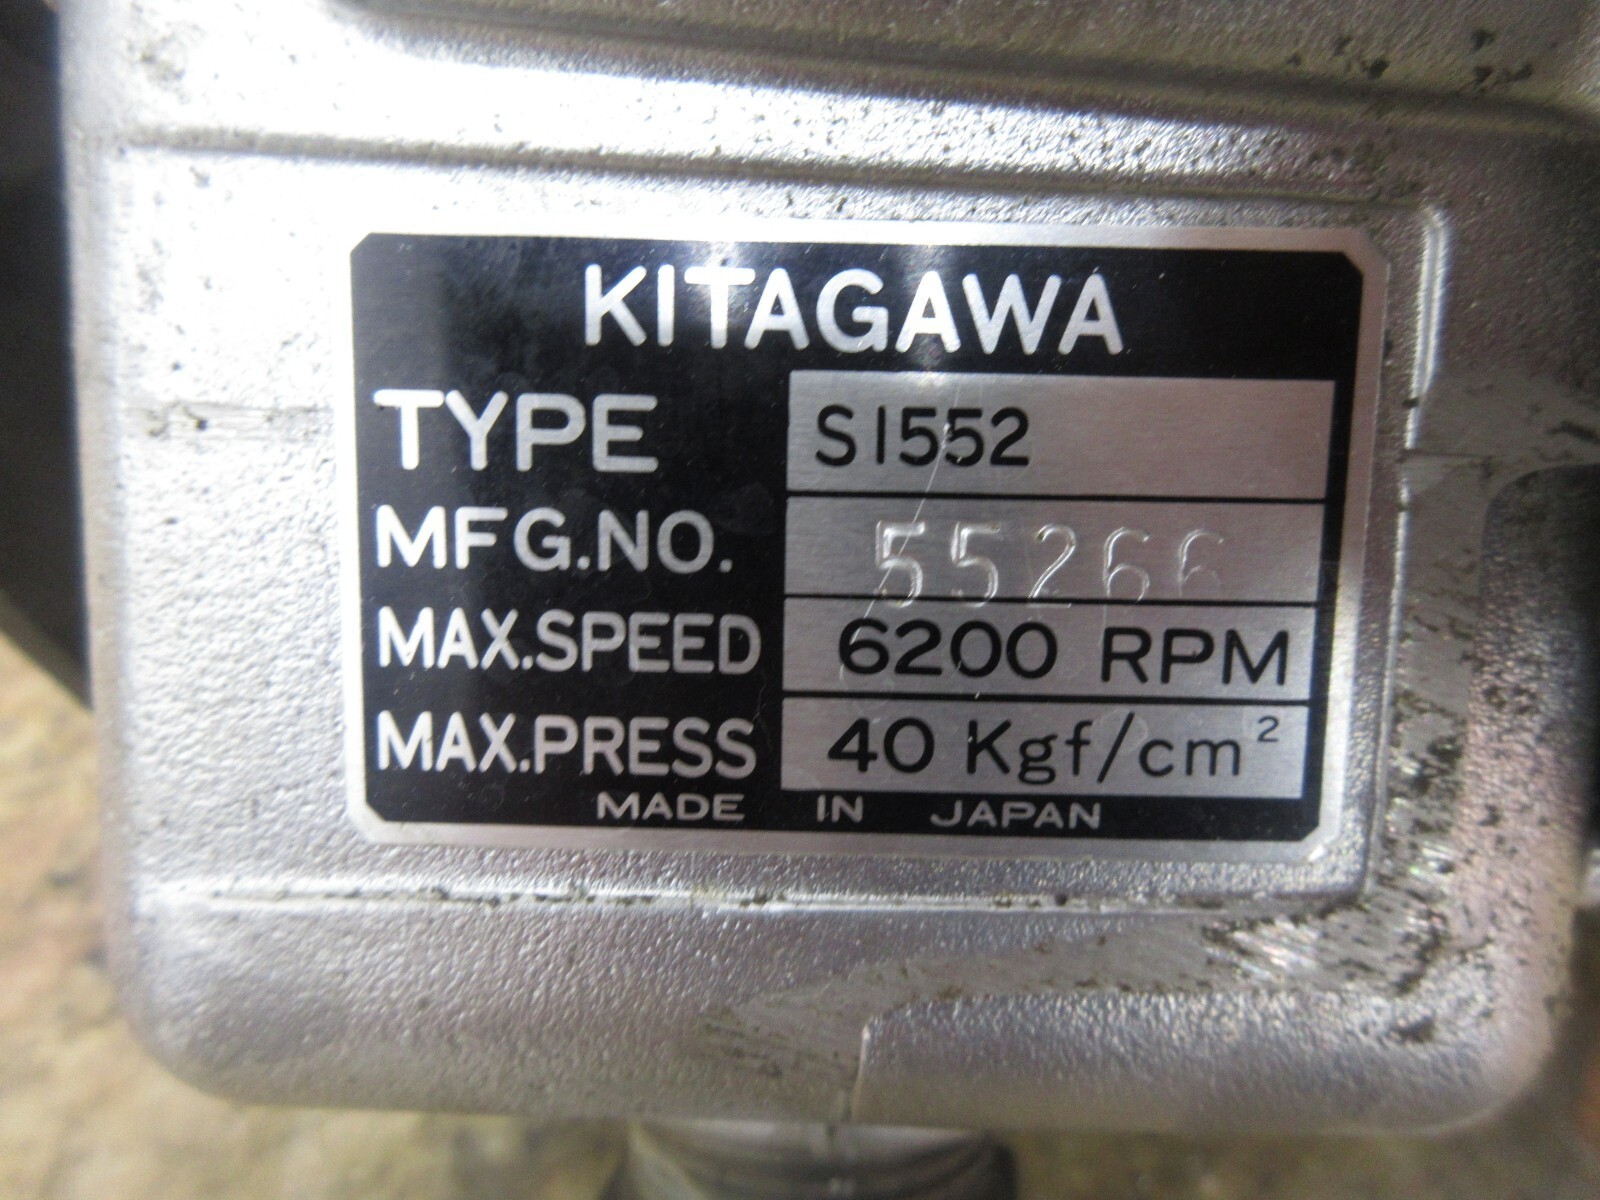 KITAGAWA
TYPE S1552
MFG.NO. 55266
MAX.SPEED 6200 RPM
MAX.PRESS 40 Kgf/cm²
MADE IN JAPAN